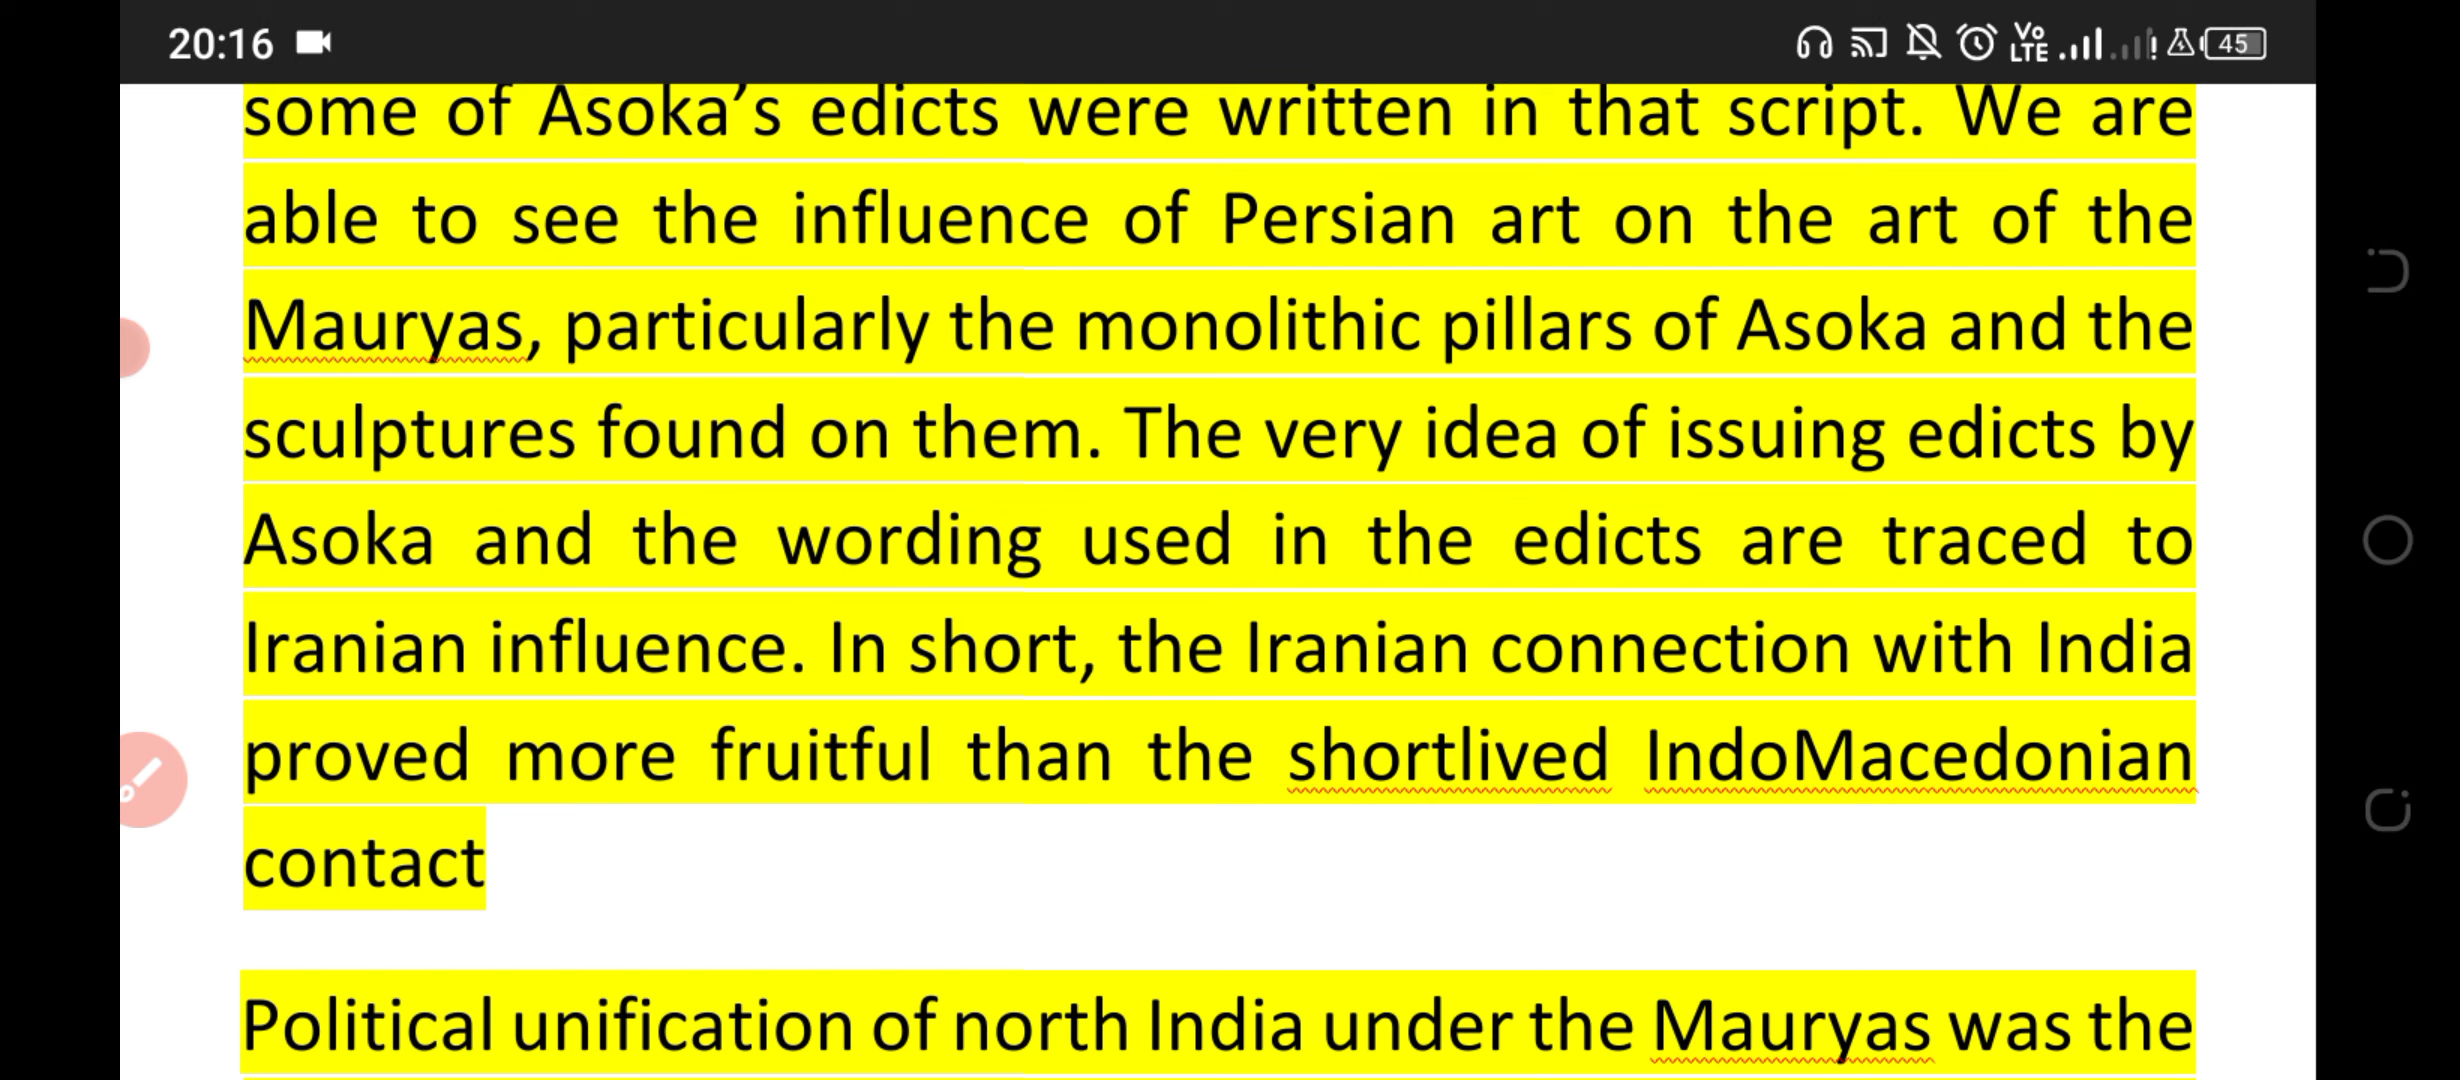 20:16 Vo LTE 45
some of Asoka’s edicts were written in that script. We are
able to see the influence of Persian art on the art of the
Mauryas, particularly the monolithic pillars of Asoka and the
sculptures found on them. The very idea of issuing edicts by
Asoka and the wording used in the edicts are traced to
Iranian influence. In short, the Iranian connection with India
proved more fruitful than the shortlived IndoMacedonian
contact
Political unification of north India under the Mauryas was the